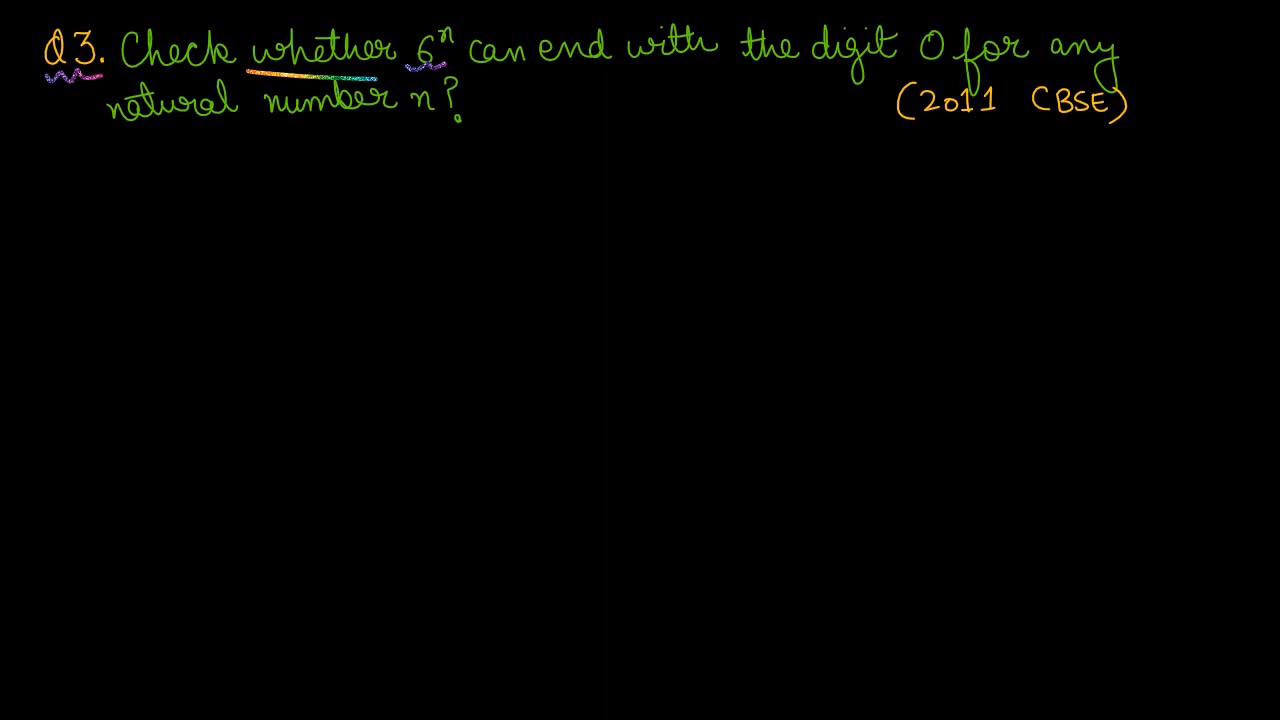 Q3. Check whether 6ⁿ can end with the digit 0 for any
natural number n?
(2011 CBSE)